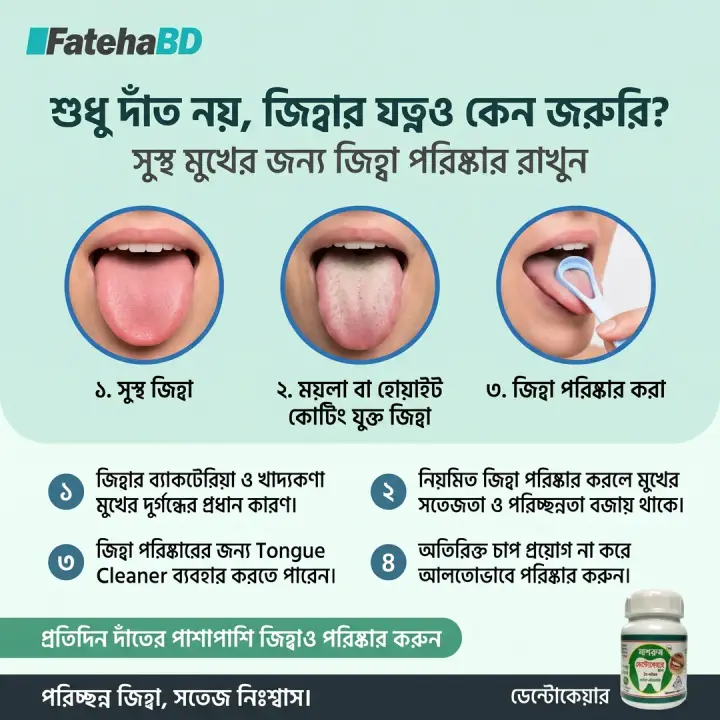 FatehaBD
শুধু দাঁত নয়, জিহ্বার যত্নও কেন জরুরি?
সুস্থ মুখের জন্য জিহ্বা পরিষ্কার রাখুন
১. সুস্থ জিহ্বা
২. ময়লা বা হোয়াইট
কোটিং যুক্ত জিহ্বা
৩. জিহ্বা পরিষ্কার করা
১ জিহ্বার ব্যাকটেরিয়া ও খাদ্যকণা
মুখের দুর্গন্ধের প্রধান কারণ।
২ নিয়মিত জিহ্বা পরিষ্কার করলে মুখের
সতেজতা ও পরিচ্ছন্নতা বজায় থাকে।
৩ জিহ্বা পরিষ্কারের জন্য Tongue
Cleaner ব্যবহার করতে পারেন।
৪ অতিরিক্ত চাপ প্রয়োগ না করে
আলতোভাবে পরিষ্কার করুন।
প্রতিদিন দাঁতের পাশাপাশি জিহ্বাও পরিষ্কার করুন
পরিচ্ছন্ন জিহ্বা, সতেজ নিঃশ্বাস।
ডেন্টোকেয়ার
মাশরুম
ডেন্টোকেয়ার